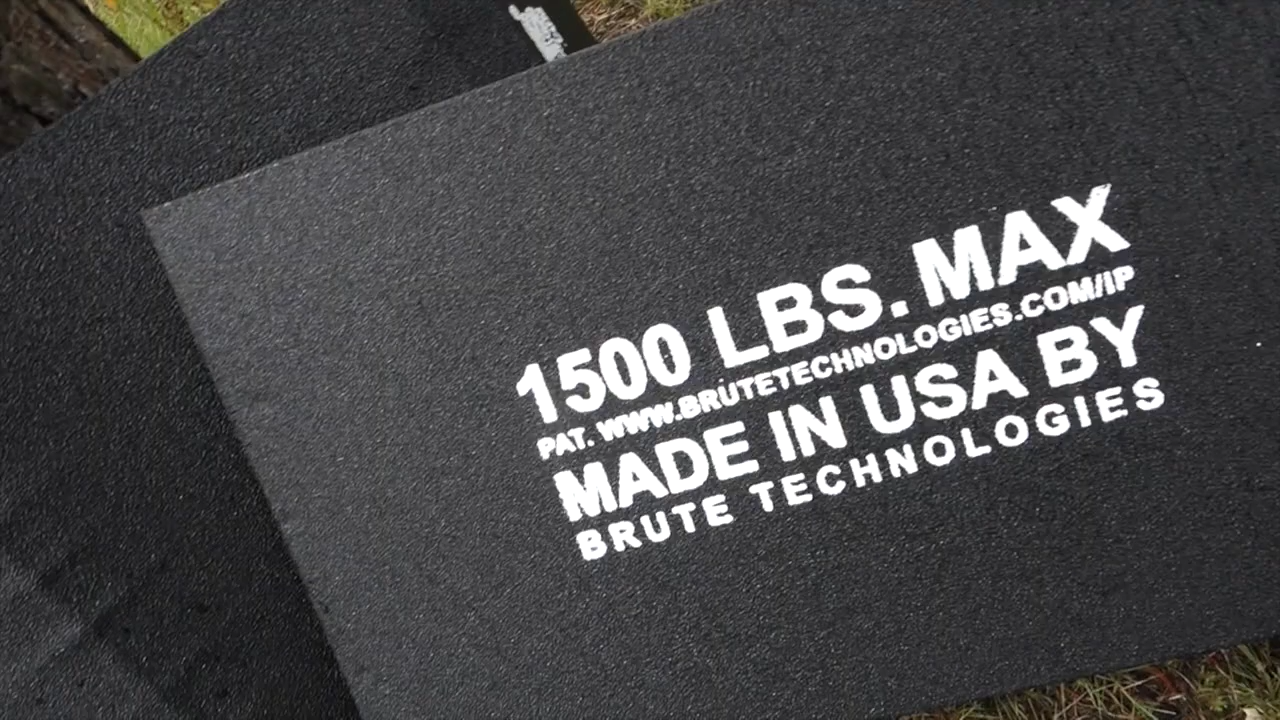 1500 LBS. MAX
PAT. WWW.BRUTETECHNOLOGIES.COM/IP
MADE IN USA BY
BRUTE TECHNOLOGIES